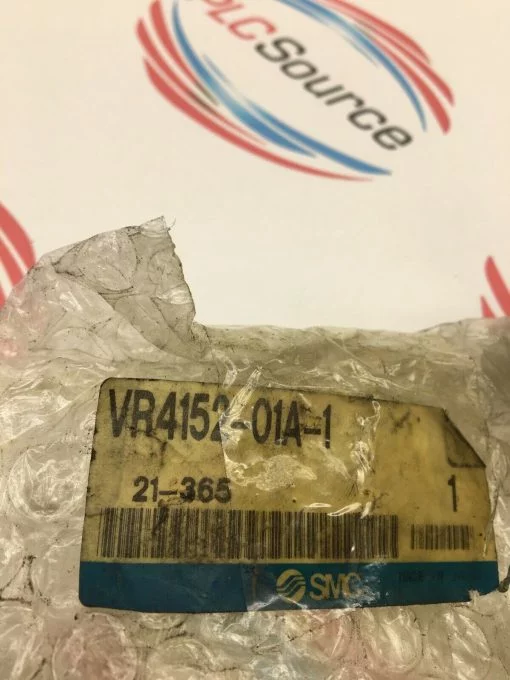 PLCSource
VR4152-01A-1
21-365
1
SMC